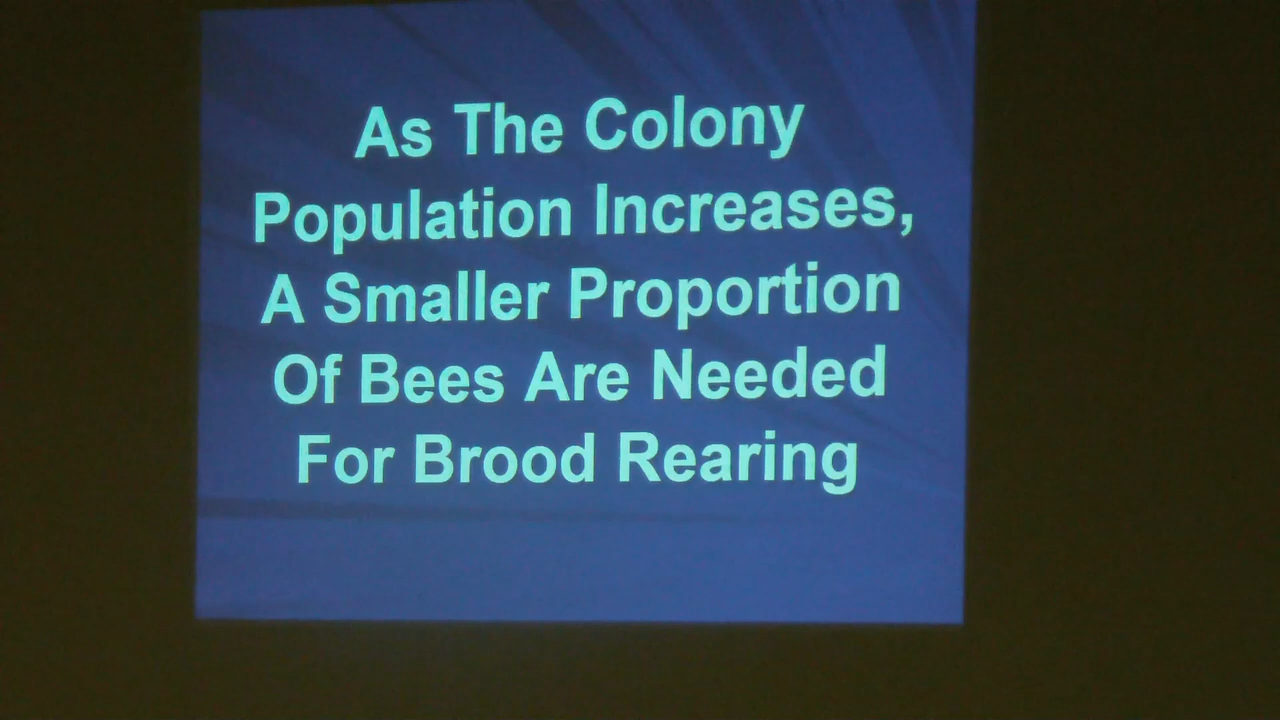 As The Colony
Population Increases,
A Smaller Proportion
Of Bees Are Needed
For Brood Rearing